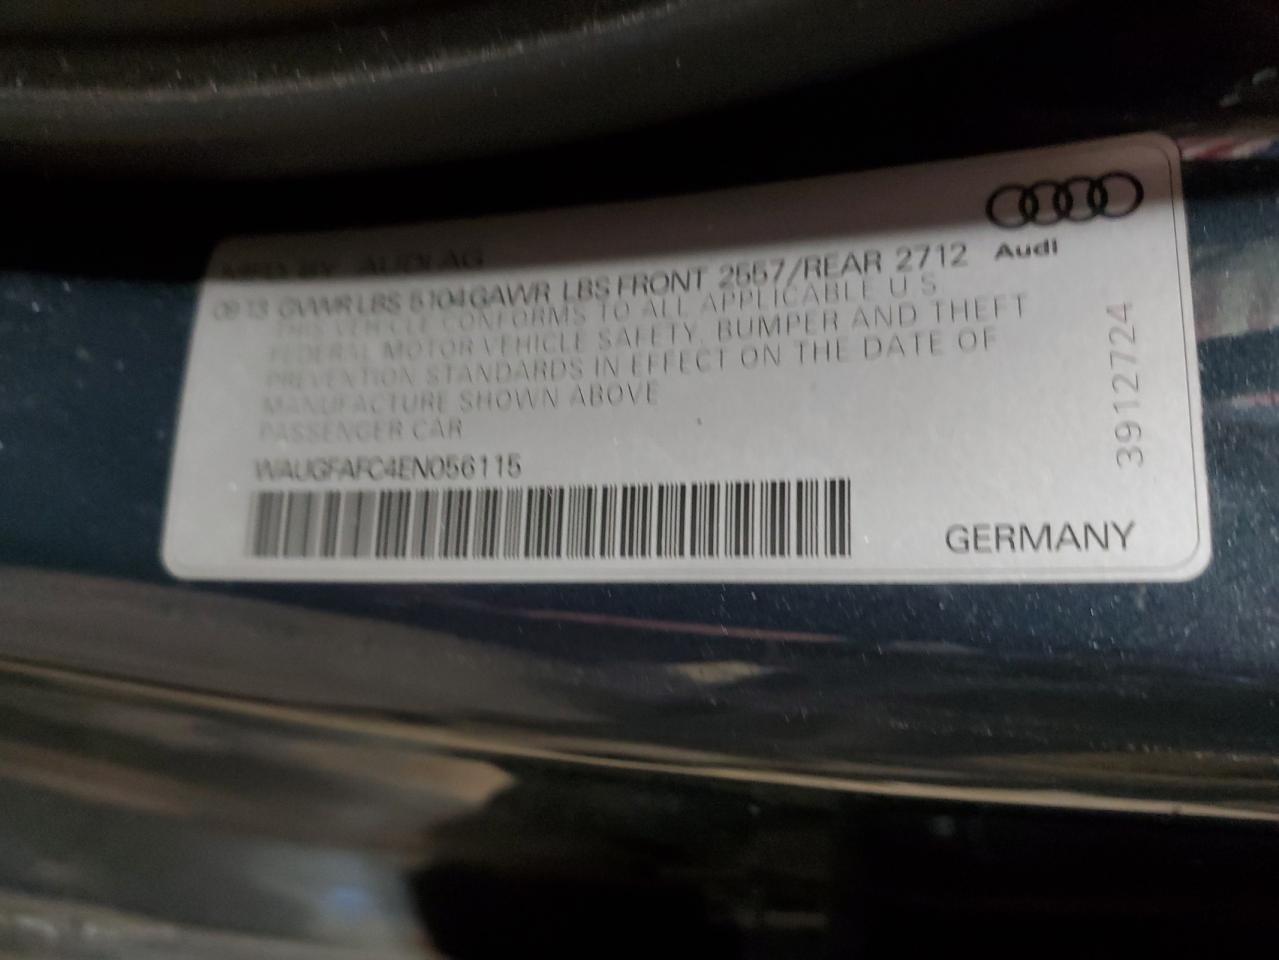 MFD BY AUDI AG
09 13 GVWR LBS 5104 GAWR LBS FRONT 2557/REAR 2712
Audi
THIS VEHICLE CONFORMS TO ALL APPLICABLE U S
FEDERAL MOTOR VEHICLE SAFETY, BUMPER AND THEFT
PREVENTION STANDARDS IN EFFECT ON THE DATE OF
MANUFACTURE SHOWN ABOVE
PASSENGER CAR
WAUGFAFC4EN056115
3912724
GERMANY